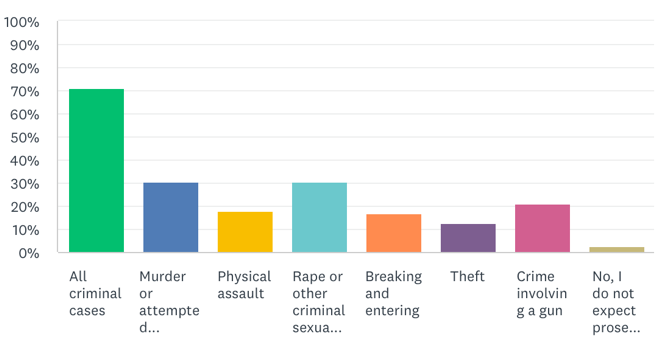 100%
90%
80%
70%
60%
50%
40%
30%
20%
10%
0%
All
criminal
cases
Murder
or
attempte
d...
Physical
assault
Rape or
other
criminal
sexua...
Breaking
and
entering
Theft
Crime
involvin
g a gun
No, I
do not
expect
prose...